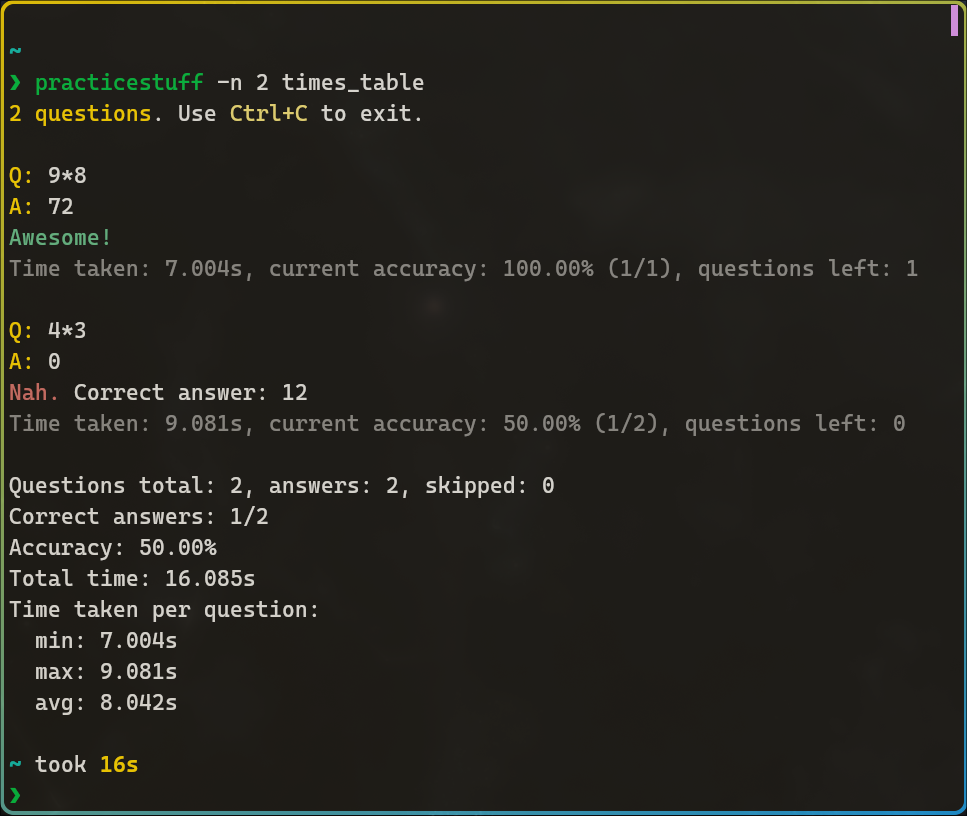 ~
❯ practicestuff -n 2 times_table
2 questions. Use Ctrl+C to exit.
Q: 9*8
A: 72
Awesome!
Time taken: 7.004s, current accuracy: 100.00% (1/1), questions left: 1
Q: 4*3
A: 0
Nah. Correct answer: 12
Time taken: 9.081s, current accuracy: 50.00% (1/2), questions left: 0
Questions total: 2, answers: 2, skipped: 0
Correct answers: 1/2
Accuracy: 50.00%
Total time: 16.085s
Time taken per question:
  min: 7.004s
  max: 9.081s
  avg: 8.042s
~ took 16s
❯